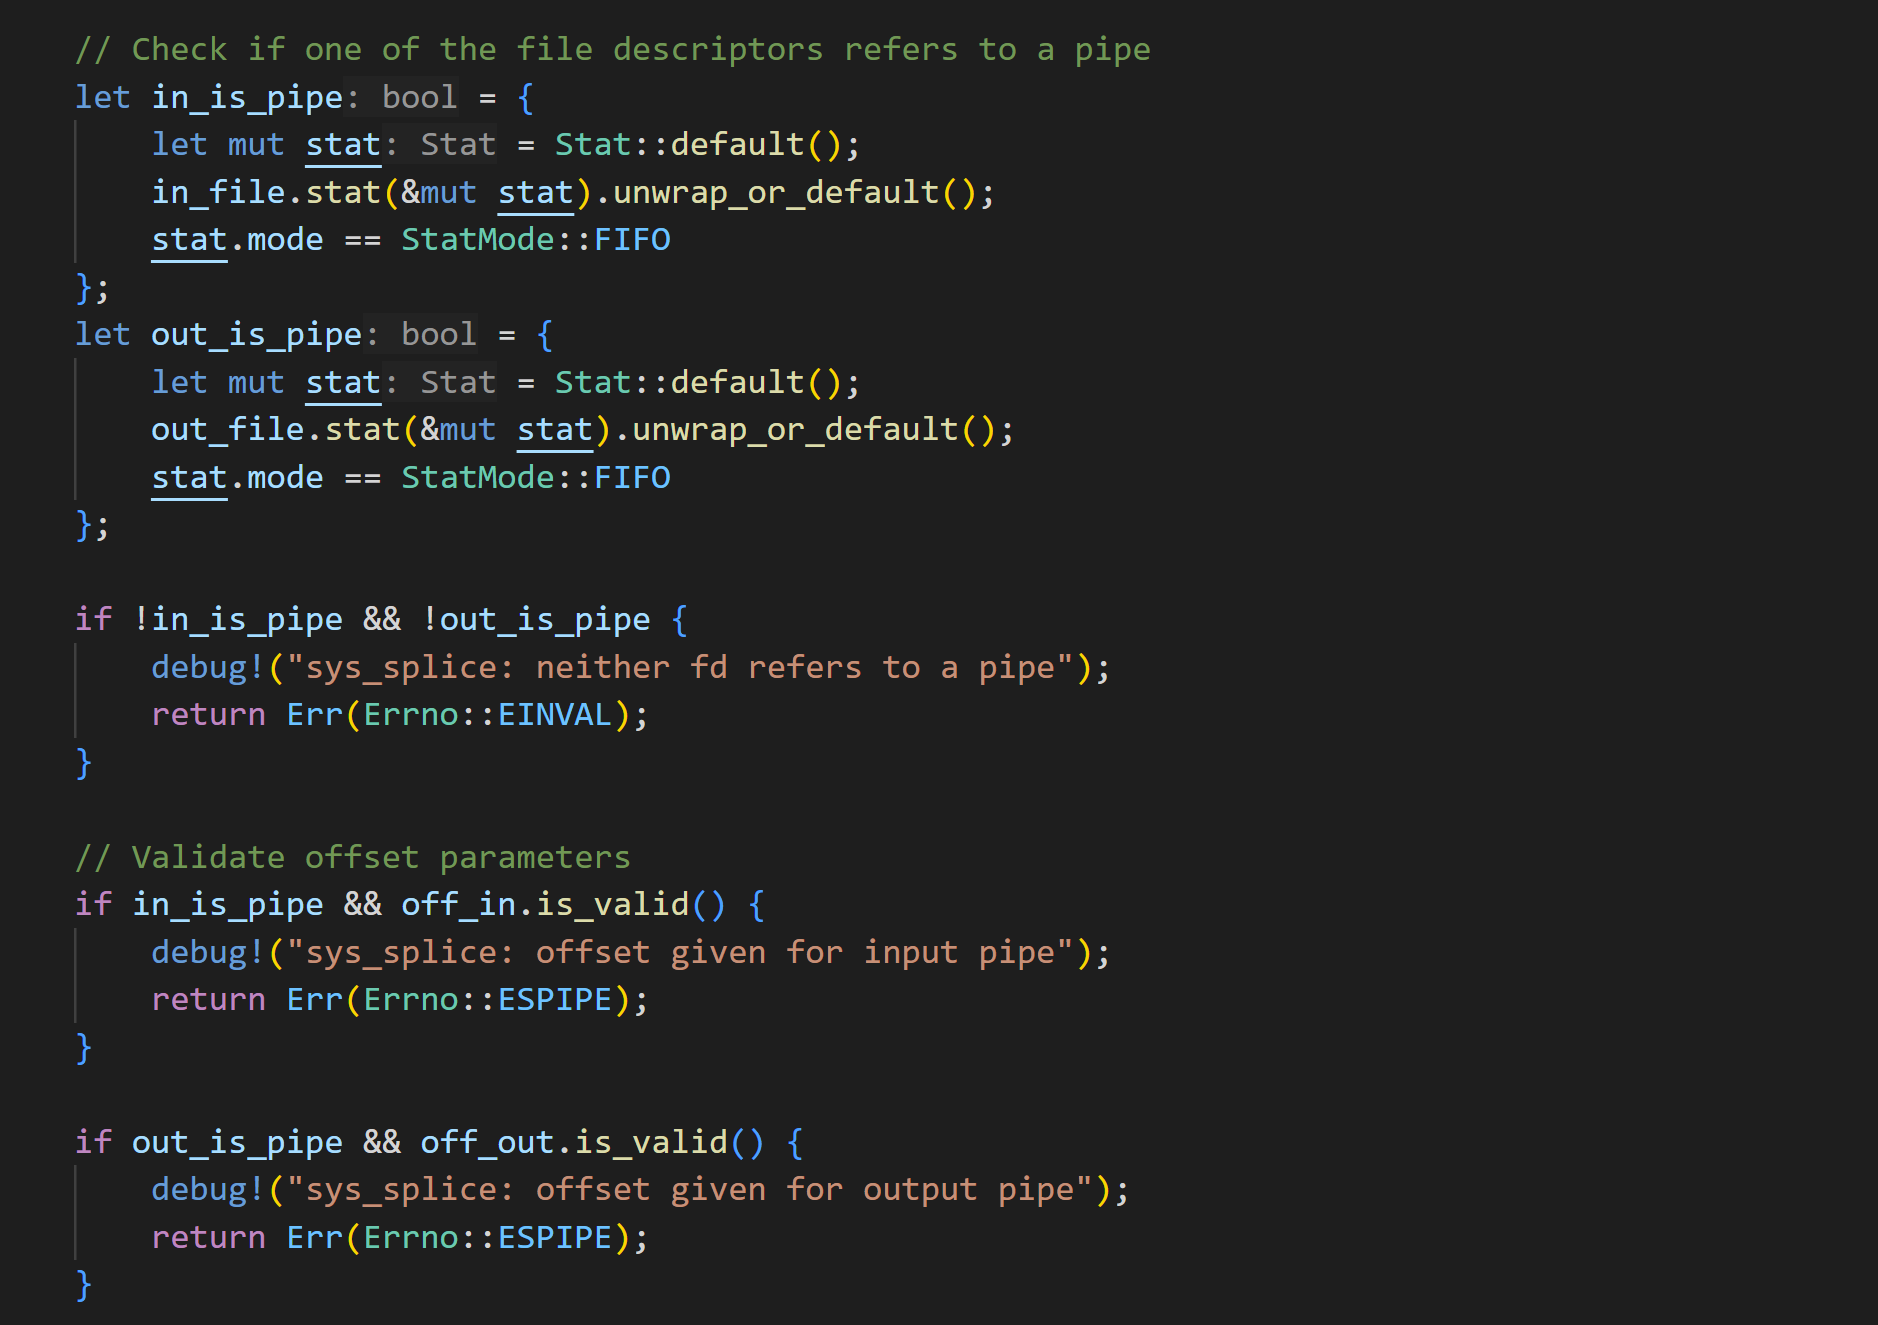 // Check if one of the file descriptors refers to a pipe
let in_is_pipe: bool = {
    let mut stat: Stat = Stat::default();
    in_file.stat(&mut stat).unwrap_or_default();
    stat.mode == StatMode::FIFO
};
let out_is_pipe: bool = {
    let mut stat: Stat = Stat::default();
    out_file.stat(&mut stat).unwrap_or_default();
    stat.mode == StatMode::FIFO
};

if !in_is_pipe && !out_is_pipe {
    debug!("sys_splice: neither fd refers to a pipe");
    return Err(Errno::EINVAL);
}

// Validate offset parameters
if in_is_pipe && off_in.is_valid() {
    debug!("sys_splice: offset given for input pipe");
    return Err(Errno::ESPIPE);
}

if out_is_pipe && off_out.is_valid() {
    debug!("sys_splice: offset given for output pipe");
    return Err(Errno::ESPIPE);
}